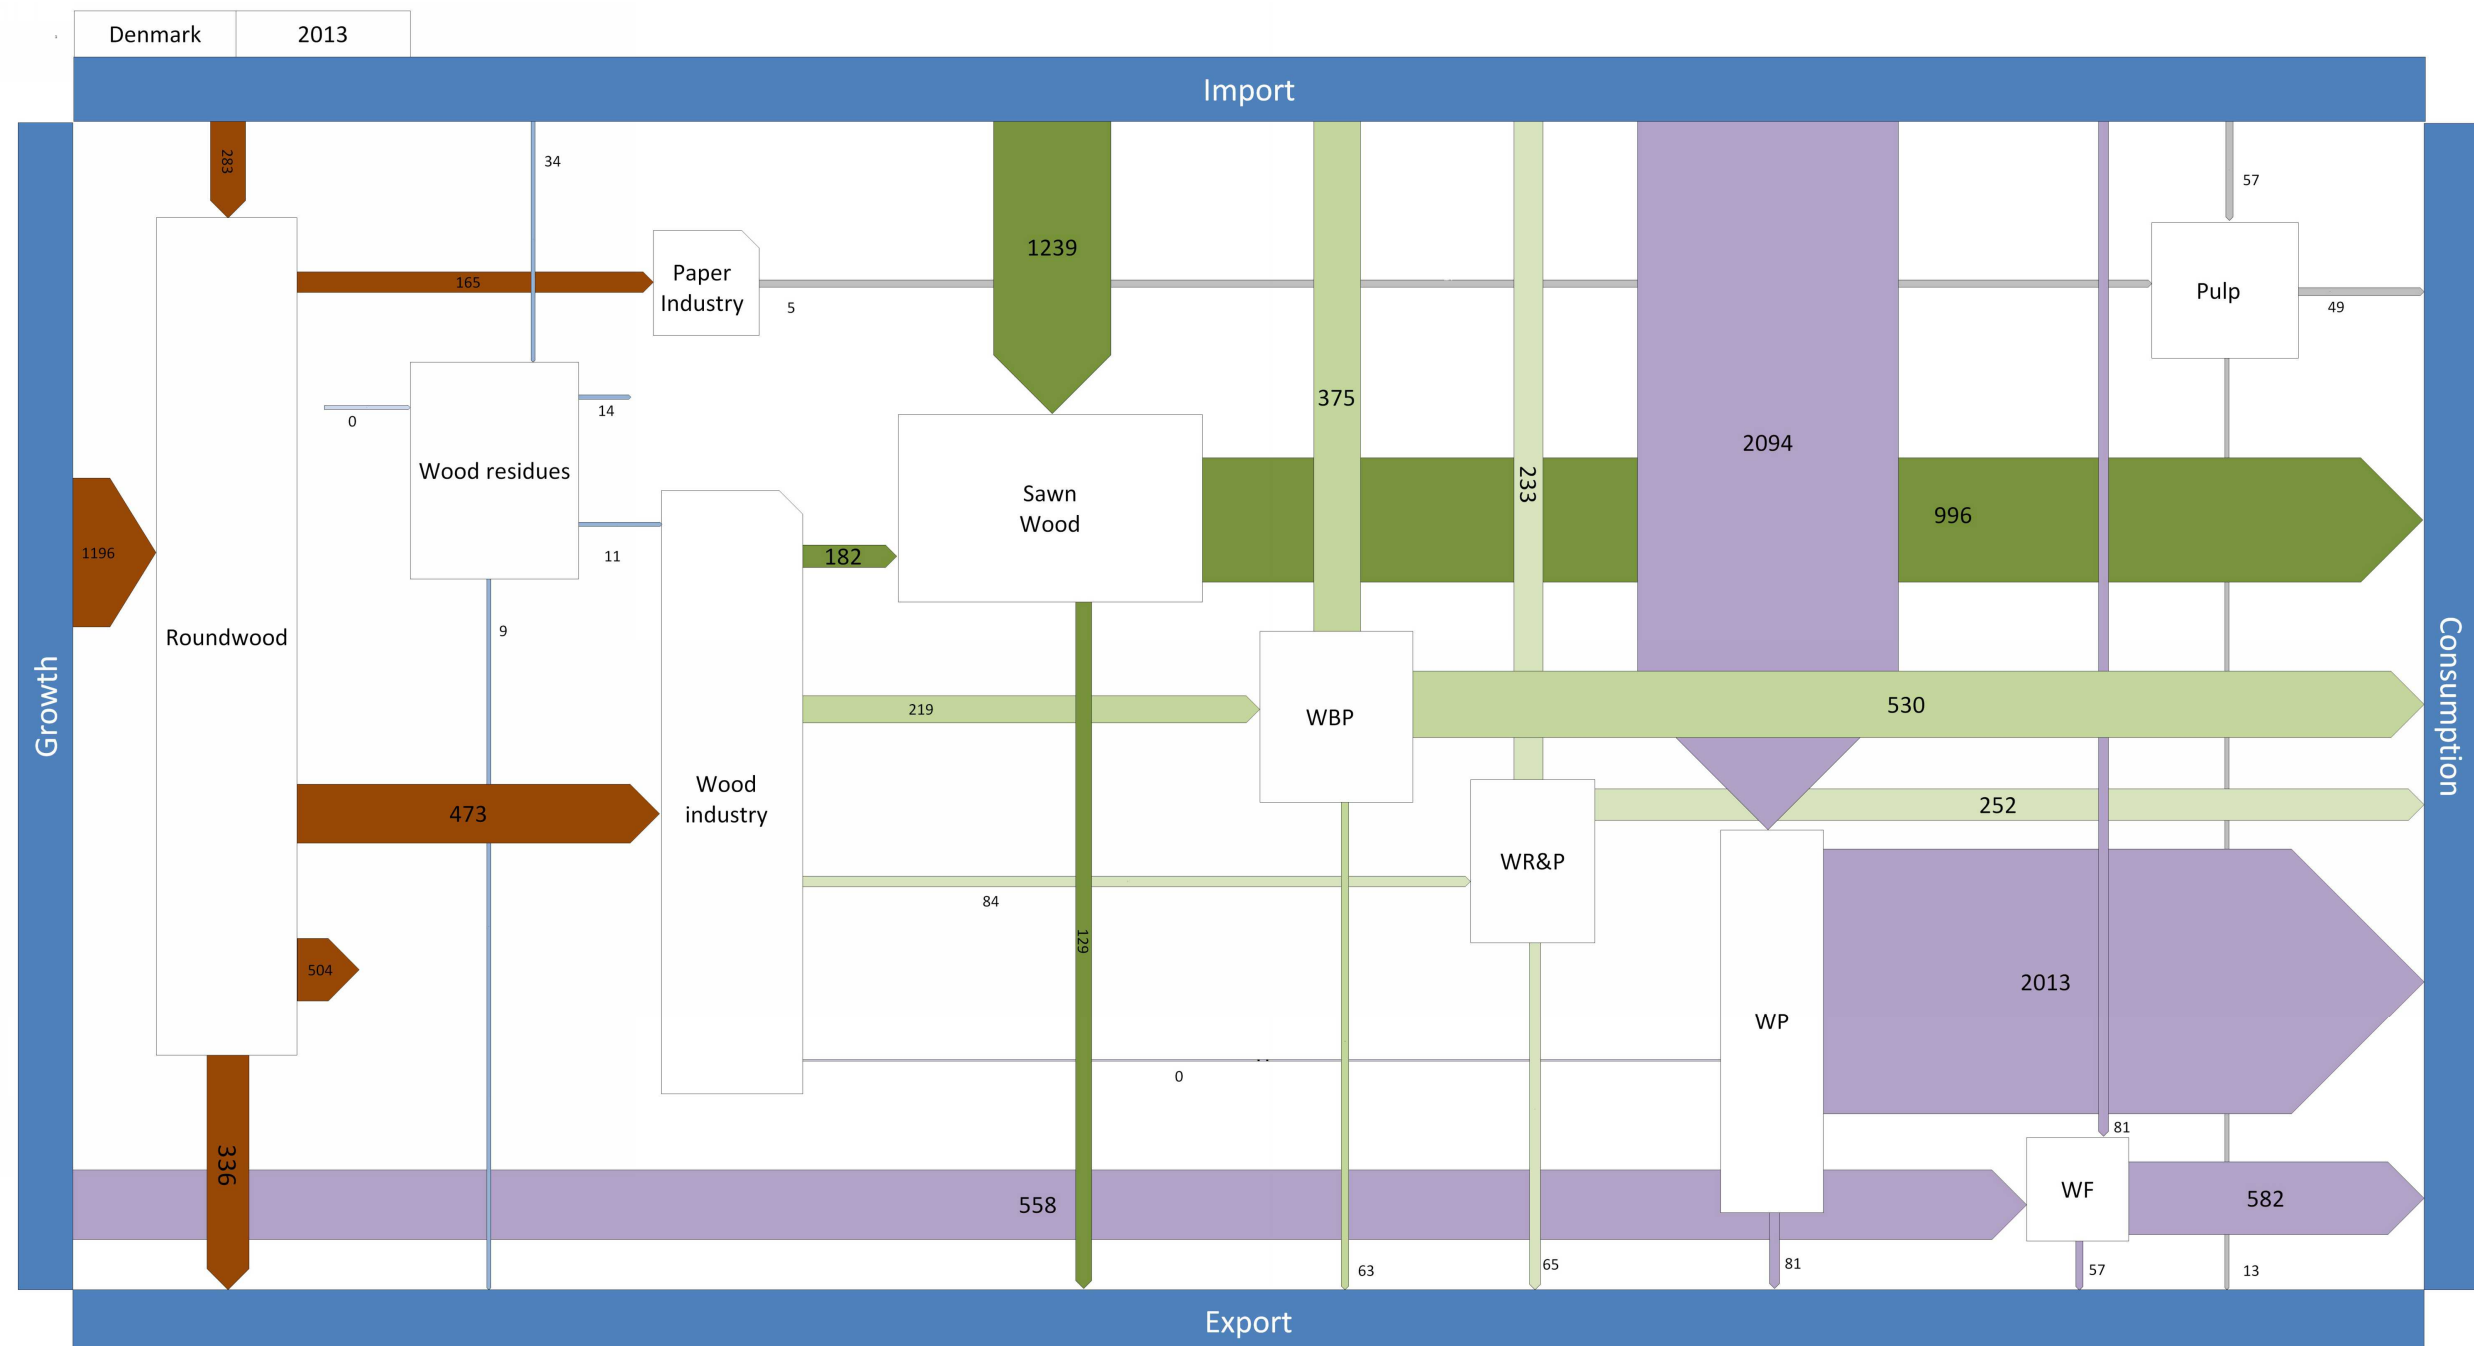 Denmark 2013
Import
283
34
57
165
Paper
Industry
1239
5
Pulp
49
375
2094
0
14
Wood residues
233
Sawn
Wood
996
1196
11
182
9
Roundwood
Growth
Consumption
219
WBP
530
473
Wood
industry
252
WR&P
84
129
504
2013
WP
0
81
336
558
WF
582
63
65
81
57
13
Export